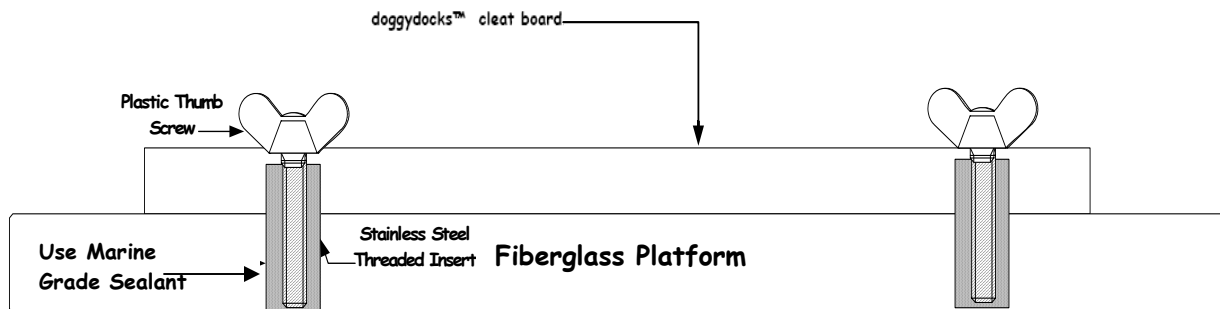 doggydocks™ cleat board
Plastic Thumb
Screw
Use Marine
Grade Sealant
Stainless Steel
Threaded Insert
Fiberglass Platform